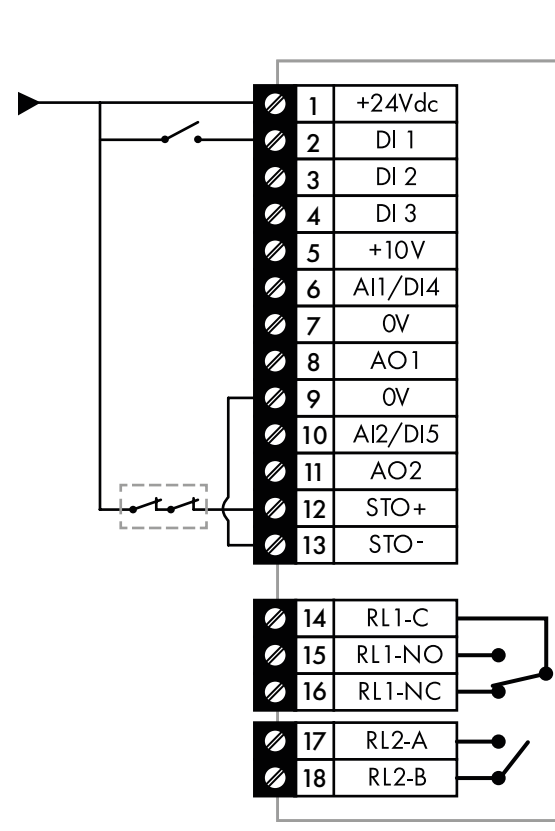 1 +24Vdc
2 DI 1
3 DI 2
4 DI 3
5 +10V
6 AI1/DI4
7 0V
8 AO1
9 0V
10 AI2/DI5
11 AO2
12 STO+
13 STO-
14 RL1-C
15 RL1-NO
16 RL1-NC
17 RL2-A
18 RL2-B